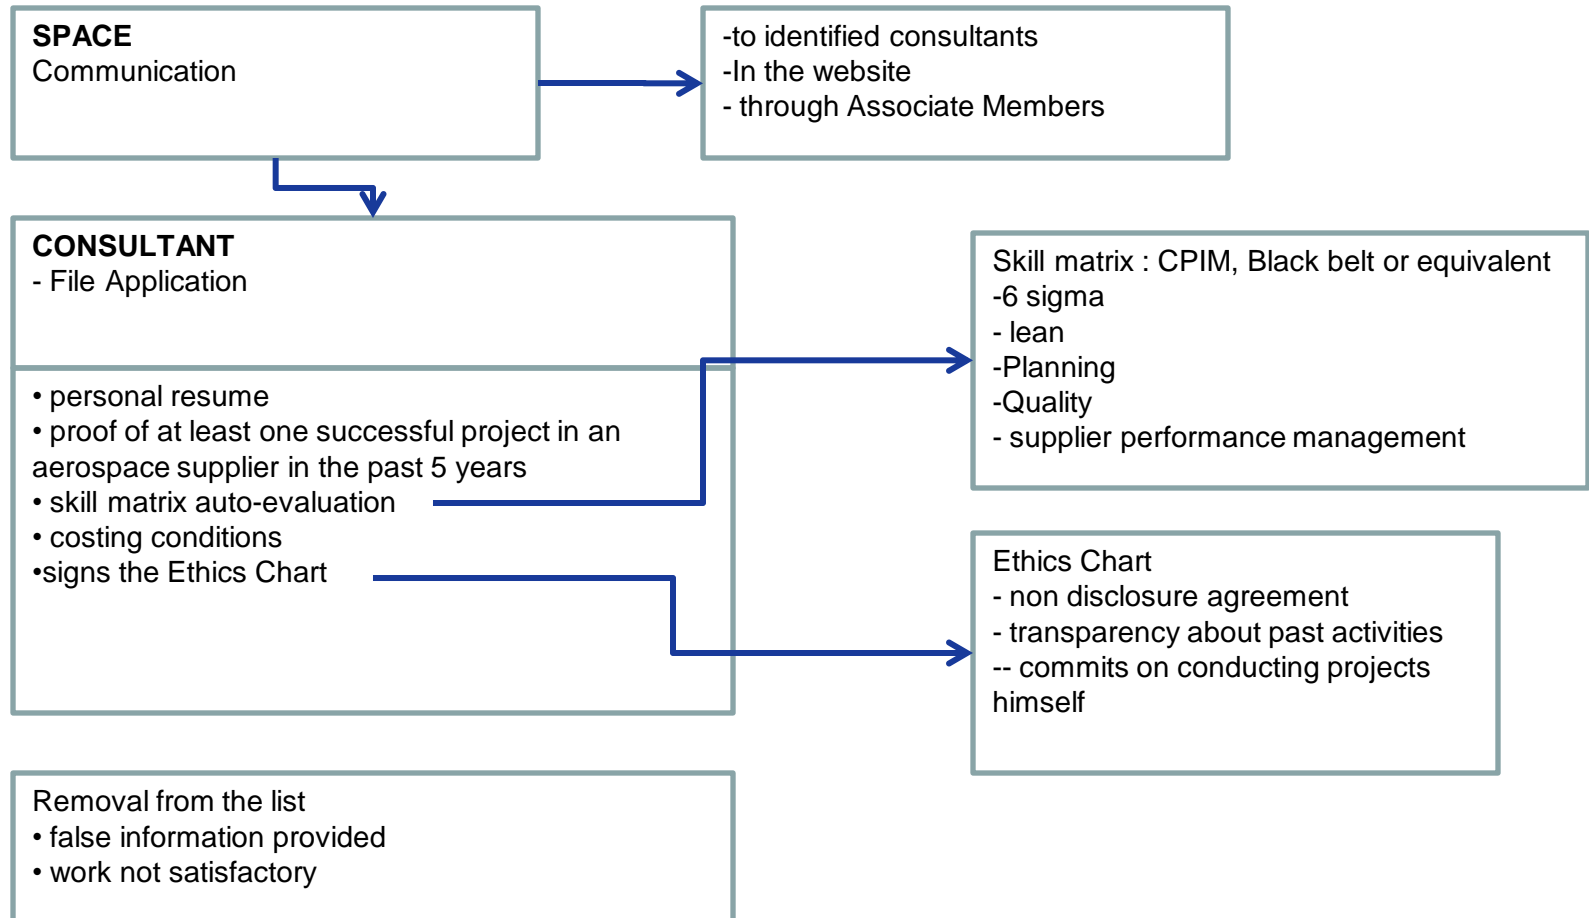 SPACE
Communication
-to identified consultants
-In the website
- through Associate Members
CONSULTANT
- File Application
• personal resume
• proof of at least one successful project in an
aerospace supplier in the past 5 years
• skill matrix auto-evaluation
• costing conditions
•signs the Ethics Chart
Skill matrix : CPIM, Black belt or equivalent
-6 sigma
- lean
-Planning
-Quality
- supplier performance management
Ethics Chart
- non disclosure agreement
- transparency about past activities
-- commits on conducting projects
himself
Removal from the list
• false information provided
• work not satisfactory